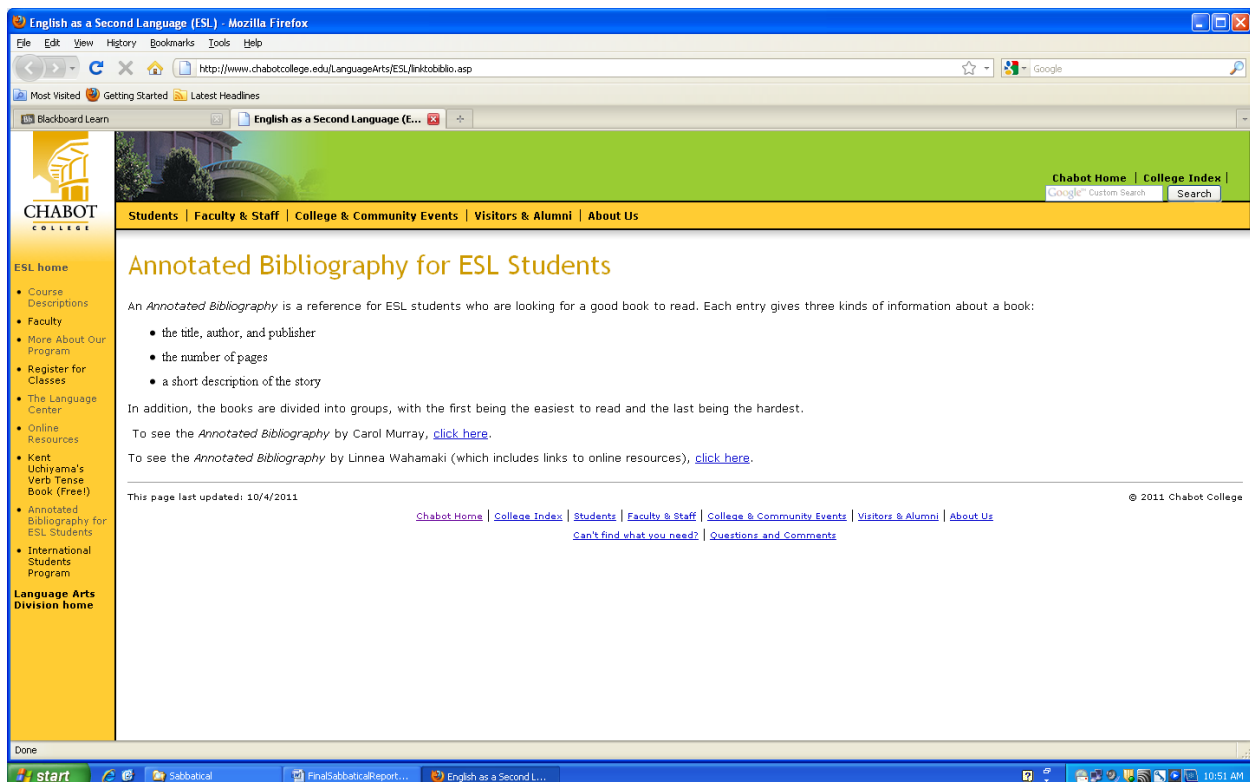 English as a Second Language (ESL) - Mozilla Firefox
File Edit View History Bookmarks Tools Help
http://www.chabotcollege.edu/LanguageArts/ESL/linktobiblio.asp
Google
Most Visited Getting Started Latest Headlines
Blackboard Learn
English as a Second Language (E...
CHABOT
COLLEGE
Chabot Home | College Index |
Google™ Custom Search Search
Students | Faculty & Staff | College & Community Events | Visitors & Alumni | About Us
ESL home
Course
Descriptions
Faculty
More About Our
Program
Register for
Classes
The Language
Center
Online
Resources
Kent
Uchiyama's
Verb Tense
Book (Free!)
Annotated
Bibliography for
ESL Students
International
Students
Program
Language Arts
Division home
Annotated Bibliography for ESL Students
An Annotated Bibliography is a reference for ESL students who are looking for a good book to read. Each entry gives three kinds of information about a book:
• the title, author, and publisher
• the number of pages
• a short description of the story
In addition, the books are divided into groups, with the first being the easiest to read and the last being the hardest.
To see the Annotated Bibliography by Carol Murray, click here.
To see the Annotated Bibliography by Linnea Wahamaki (which includes links to online resources), click here.
This page last updated: 10/4/2011
© 2011 Chabot College
Chabot Home | College Index | Students | Faculty & Staff | College & Community Events | Visitors & Alumni | About Us
Can't find what you need? | Questions and Comments
Done
start
Sabbatical
FinalSabbaticalReport...
English as a Second L...
10:51 AM